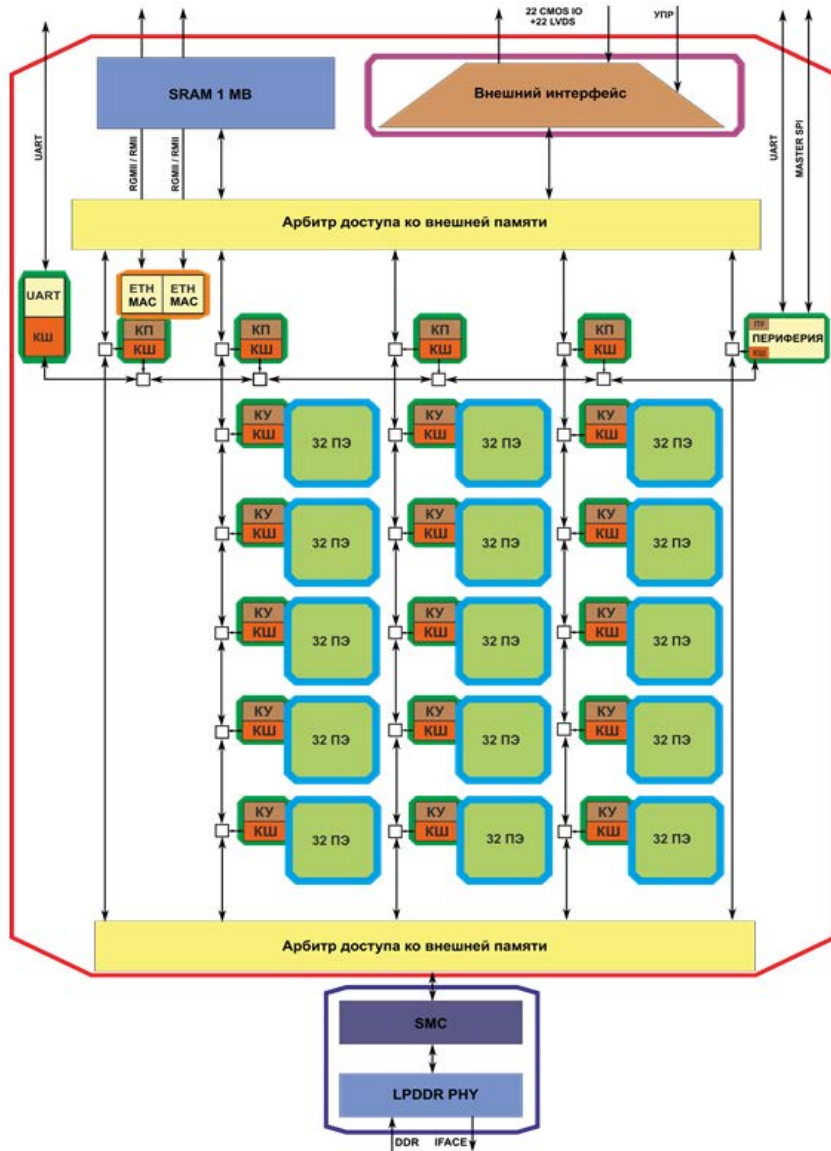 22 CMOS IO
+22 LVDS
УПР
SRAM 1 MB
Внешний интерфейс
UART
RGMII / RMII
RGMII / RMII
UART
MASTER SPI
Арбитр доступа ко внешней памяти
UART
КШ
ETH
MAC
ETH
MAC
КП
КШ
КП
КШ
КП
КШ
КП
КШ
ПУ
ПЕРИФЕРИЯ
КШ
КУ
КШ
32 ПЭ
КУ
КШ
32 ПЭ
КУ
КШ
32 ПЭ
КУ
КШ
32 ПЭ
КУ
КШ
32 ПЭ
КУ
КШ
32 ПЭ
КУ
КШ
32 ПЭ
КУ
КШ
32 ПЭ
КУ
КШ
32 ПЭ
КУ
КШ
32 ПЭ
КУ
КШ
32 ПЭ
КУ
КШ
32 ПЭ
КУ
КШ
32 ПЭ
КУ
КШ
32 ПЭ
КУ
КШ
32 ПЭ
Арбитр доступа ко внешней памяти
SMC
LPDDR PHY
DDR
IFACE